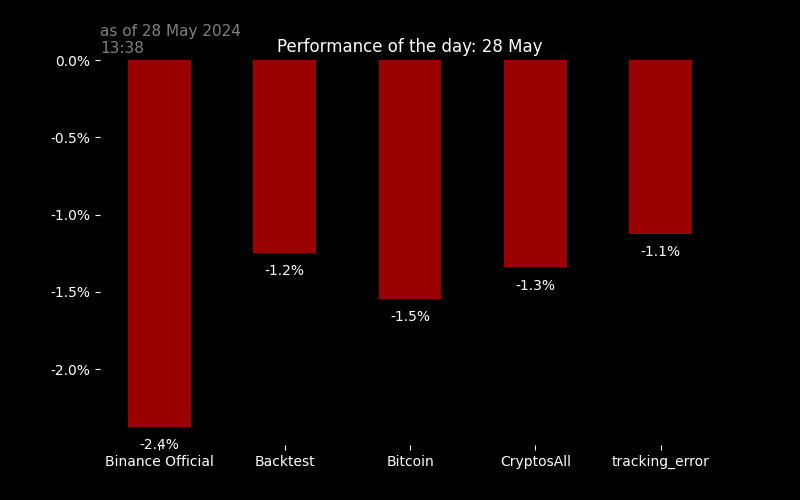 as of 28 May 2024
13:38
Performance of the day: 28 May
0.0%
-0.5%
-1.0%
-1.5%
-2.0%
-2.4%
-1.2%
-1.5%
-1.3%
-1.1%
Binance Official
Backtest
Bitcoin
CryptosAll
tracking_error